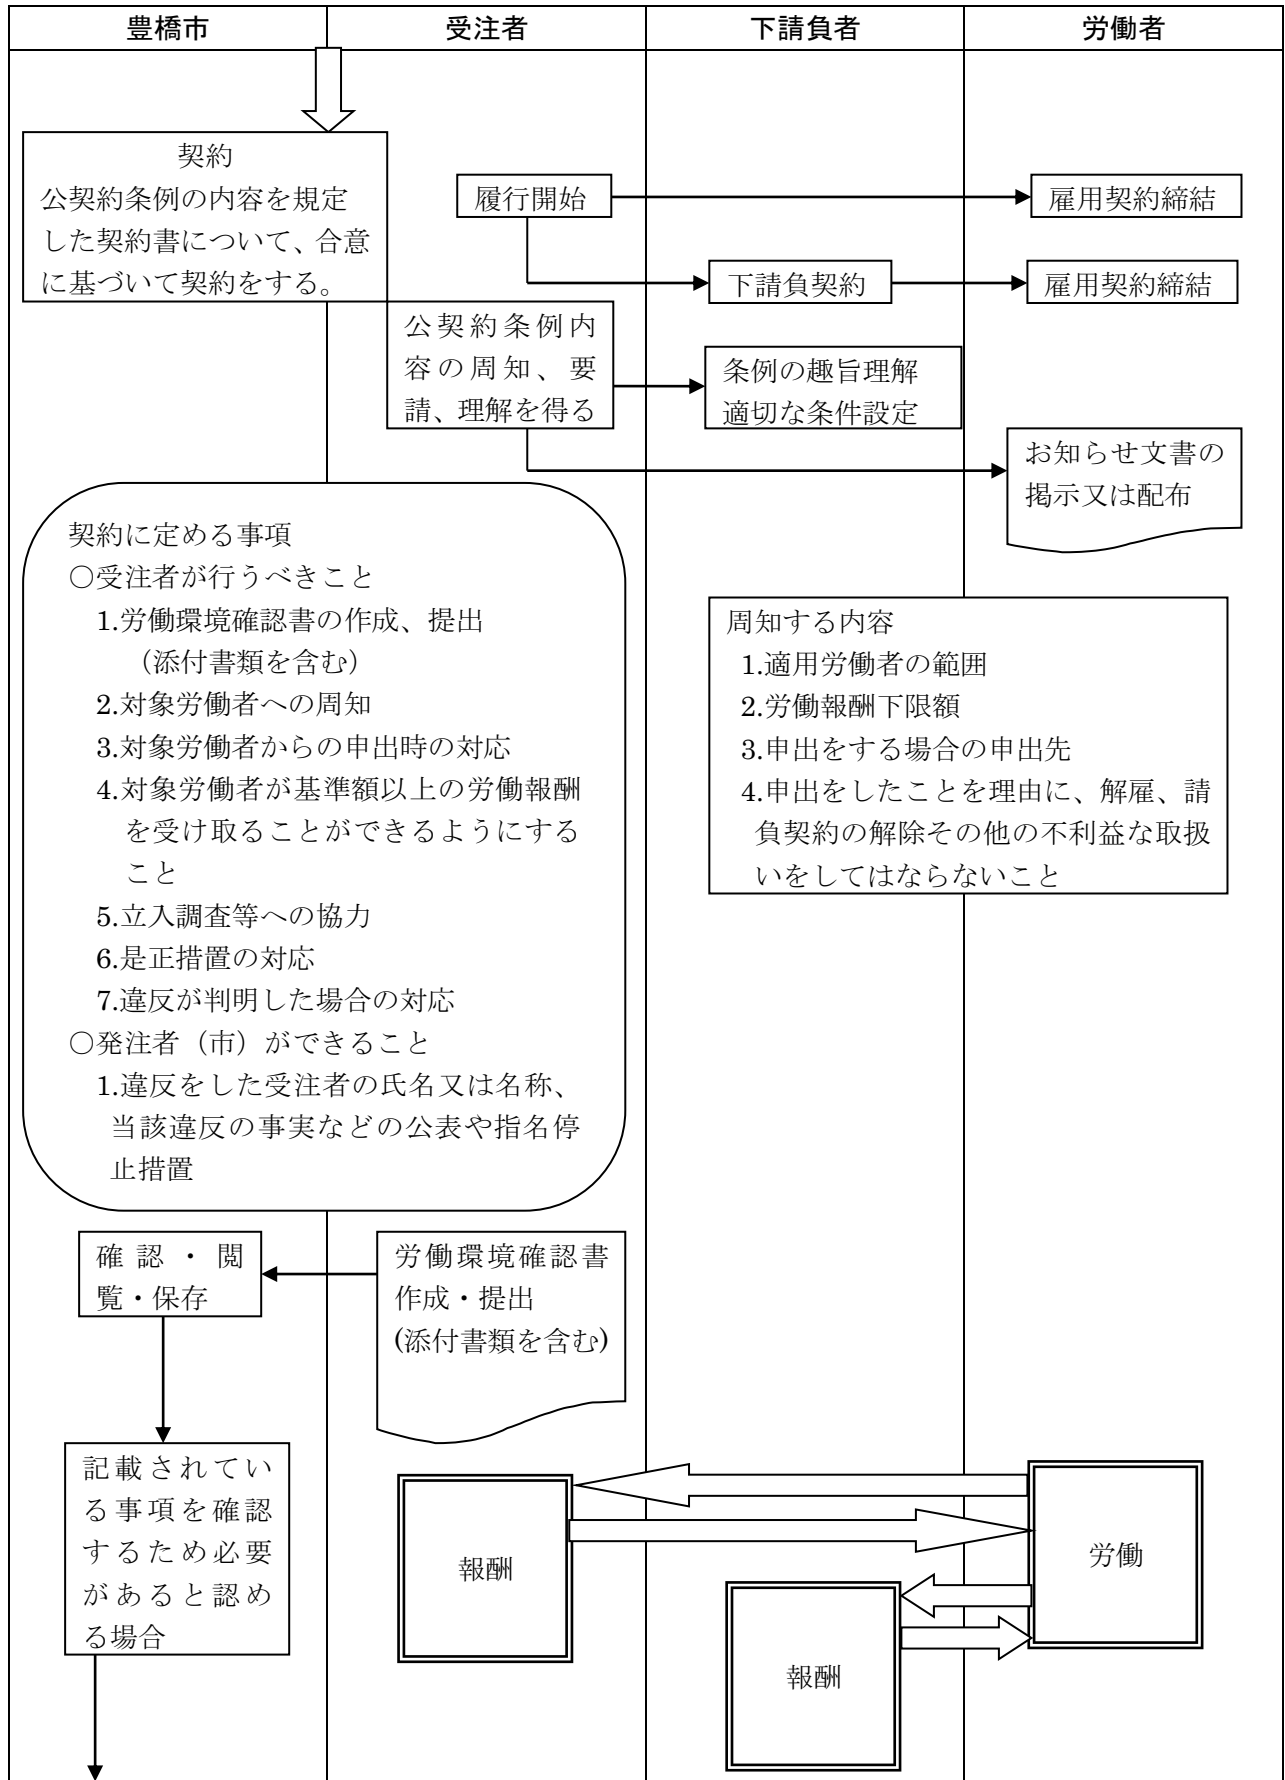 豊橋市
受注者
下請負者
労働者
契約
公契約条例の内容を規定
した契約書について、合意
に基づいて契約をする。
履行開始
雇用契約締結
下請負契約
雇用契約締結
公契約条例内
容の周知、要
請、理解を得る
条例の趣旨理解
適切な条件設定
お知らせ文書の
掲示又は配布
契約に定める事項
○受注者が行うべきこと
1.労働環境確認書の作成、提出
（添付書類を含む）
2.対象労働者への周知
3.対象労働者からの申出時の対応
4.対象労働者が基準額以上の労働報酬
を受け取ることができるようにする
こと
5.立入調査等への協力
6.是正措置の対応
7.違反が判明した場合の対応
○発注者（市）ができること
1.違反をした受注者の氏名又は名称、
当該違反の事実などの公表や指名停
止措置
周知する内容
1.適用労働者の範囲
2.労働報酬下限額
3.申出をする場合の申出先
4.申出をしたことを理由に、解雇、請
負契約の解除その他の不利益な取扱
いをしてはならないこと
確認・閲
覧・保存
労働環境確認書
作成・提出
(添付書類を含む)
記載されてい
る事項を確認
するため必要
があると認め
る場合
報酬
労働
報酬